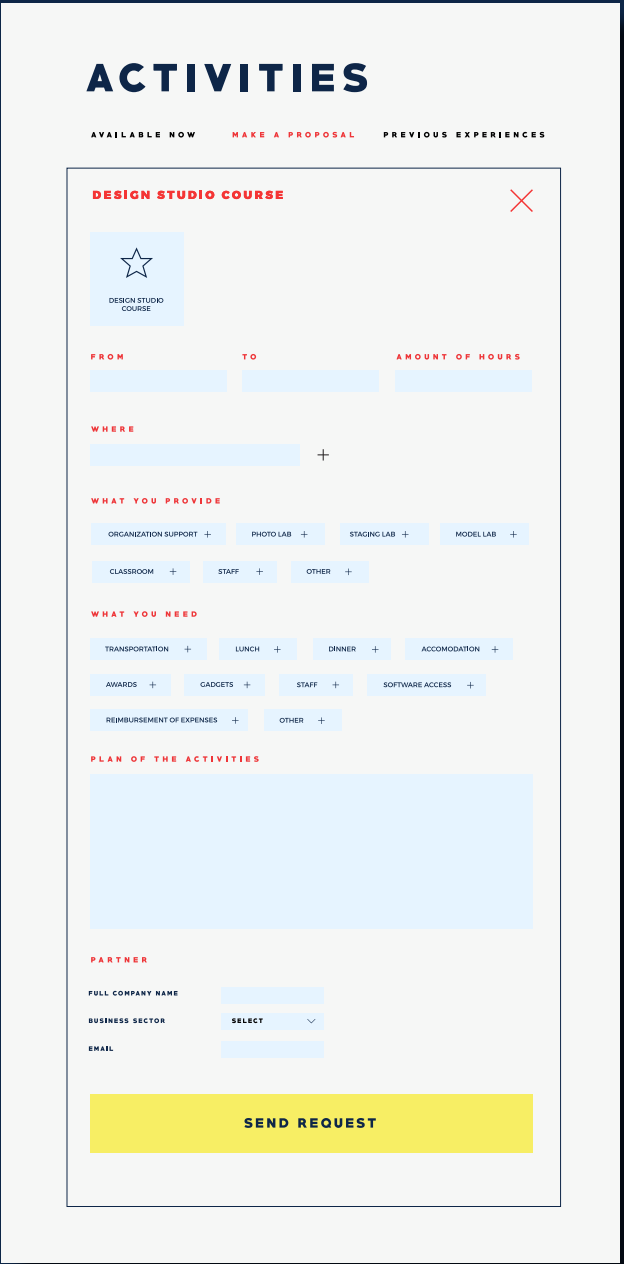 ACTIVITIES
AVAILABLE NOW MAKE A PROPOSAL PREVIOUS EXPERIENCES
DESIGN STUDIO COURSE
DESIGN STUDIO
COURSE
FROM TO AMOUNT OF HOURS
WHERE
+
WHAT YOU PROVIDE
ORGANIZATION SUPPORT + PHOTO LAB + STAGING LAB + MODEL LAB +
CLASSROOM + STAFF + OTHER +
WHAT YOU NEED
TRANSPORTATION + LUNCH + DINNER + ACCOMODATION +
AWARDS + GADGETS + STAFF + SOFTWARE ACCESS +
REIMBURSEMENT OF EXPENSES + OTHER +
PLAN OF THE ACTIVITIES
PARTNER
FULL COMPANY NAME
BUSINESS SECTOR SELECT
EMAIL
SEND REQUEST